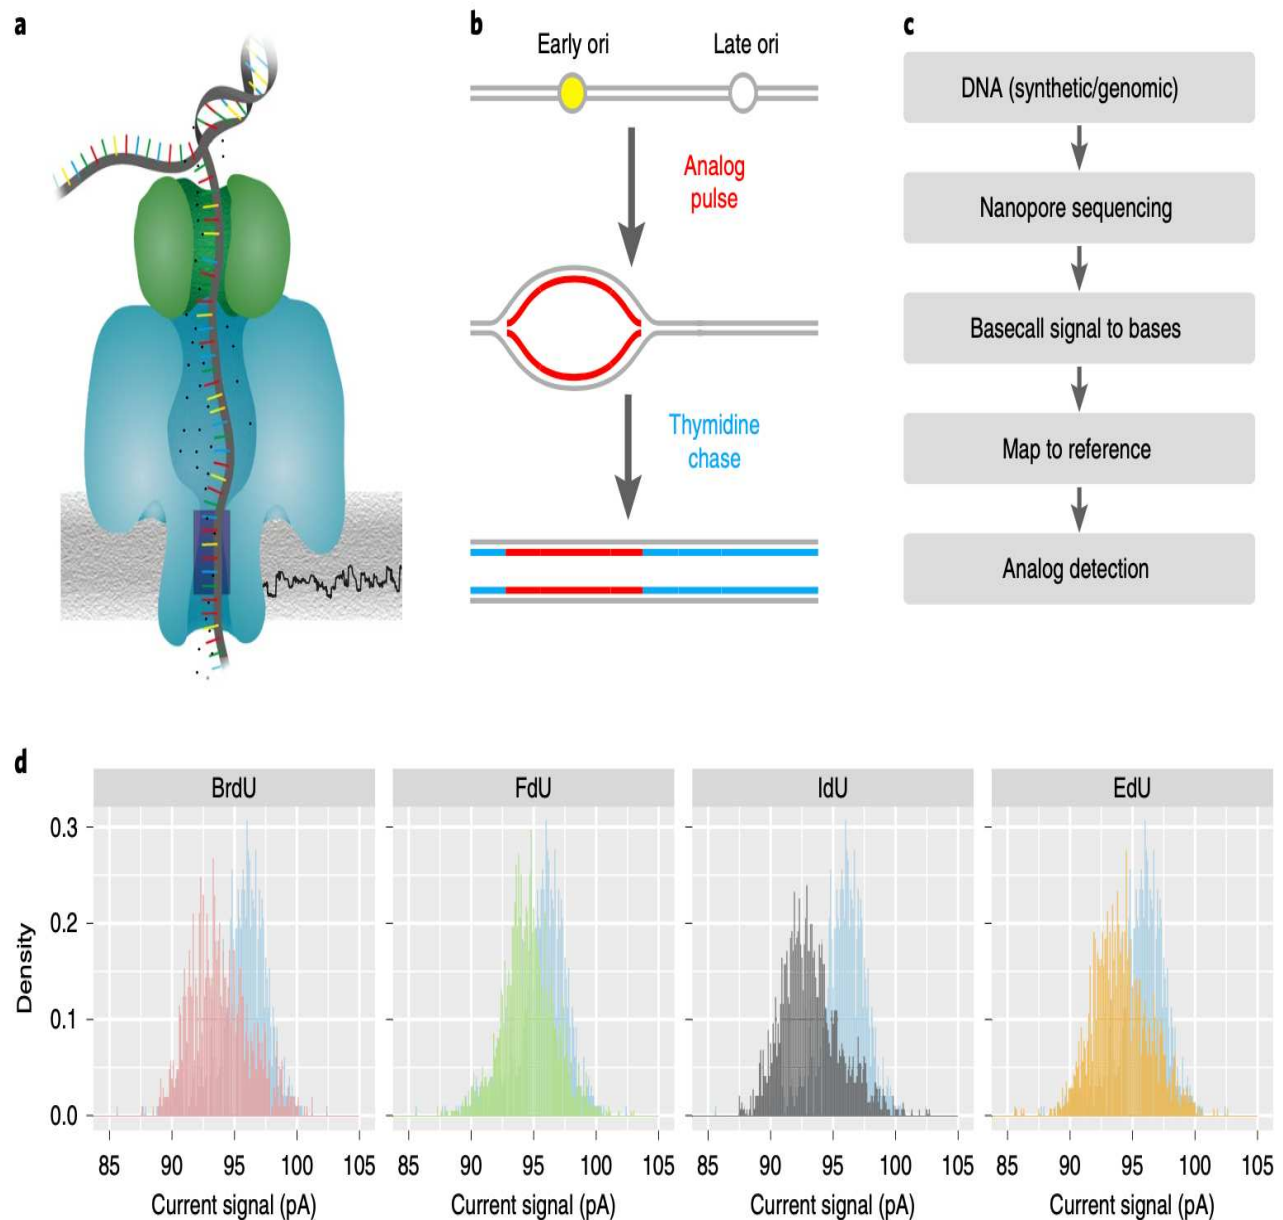 a
b
Early ori
Late ori
Analog
pulse
Thymidine
chase
c
DNA (synthetic/genomic)
Nanopore sequencing
Basecall signal to bases
Map to reference
Analog detection
d
BrdU
FdU
IdU
EdU
Density
0.3
0.2
0.1
0.0
85 90 95 100 105
85 90 95 100 105
85 90 95 100 105
85 90 95 100 105
Current signal (pA)
Current signal (pA)
Current signal (pA)
Current signal (pA)